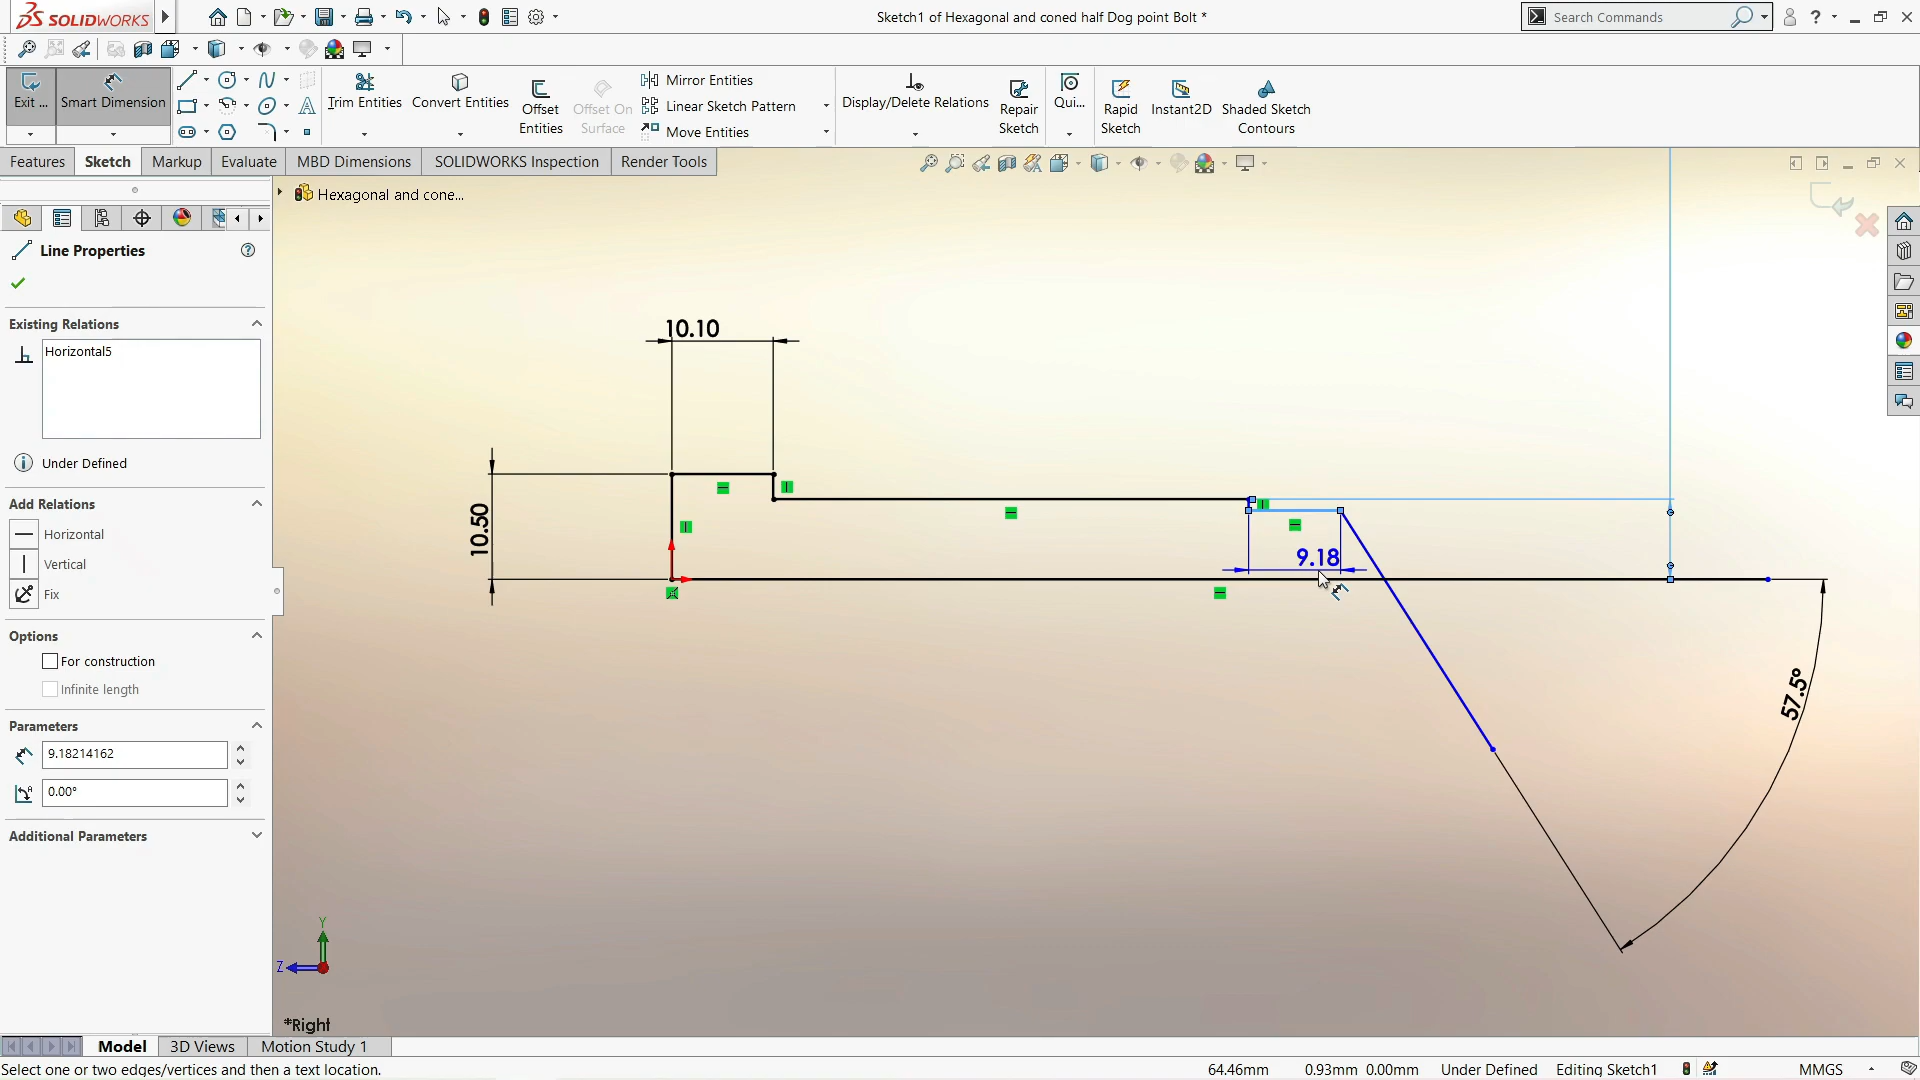 SOLIDWORKS
Sketch1 of Hexagonal and coned half Dog point Bolt *
Search Commands
?
Exit ...
Smart Dimension
Trim Entities
Convert Entities
Offset Entities
Offset On Surface
Mirror Entities
Linear Sketch Pattern
Move Entities
Display/Delete Relations
Repair Sketch
Qui...
Rapid Sketch
Instant2D
Shaded Sketch Contours
Features
Sketch
Markup
Evaluate
MBD Dimensions
SOLIDWORKS Inspection
Render Tools
Hexagonal and cone...
Line Properties
Existing Relations
Horizontal5
Under Defined
Add Relations
Horizontal
Vertical
Fix
Options
For construction
Infinite length
Parameters
9.18214162
0.00°
Additional Parameters
10.10
10.50
9.18
57.5°
Y
Z
*Right
Model
3D Views
Motion Study 1
Select one or two edges/vertices and then a text location.
64.46mm
0.93mm
0.00mm
Under Defined
Editing Sketch1
MMGS